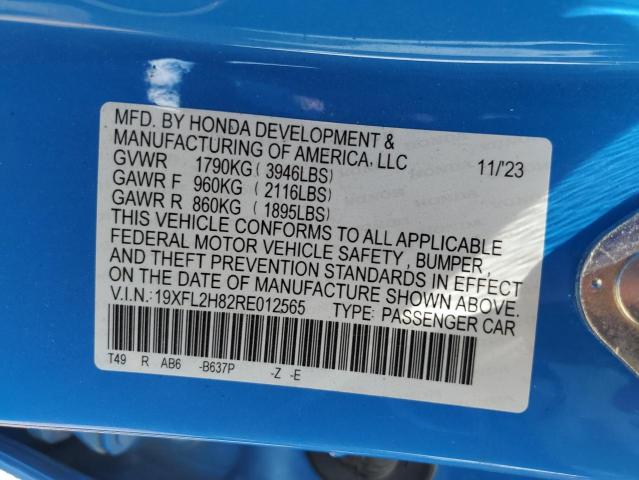 MFD. BY HONDA DEVELOPMENT &
MANUFACTURING OF AMERICA, LLC
GVWR 1790KG ( 3946LBS) 11/'23
GAWR F 960KG ( 2116LBS)
GAWR R 860KG ( 1895LBS)
THIS VEHICLE CONFORMS TO ALL APPLICABLE
FEDERAL MOTOR VEHICLE SAFETY , BUMPER ,
AND THEFT PREVENTION STANDARDS IN EFFECT
ON THE DATE OF MANUFACTURE SHOWN ABOVE.
V.I.N.: 19XFL2H82RE012565 TYPE: PASSENGER CAR
T49 R AB6 -B637P -Z -E